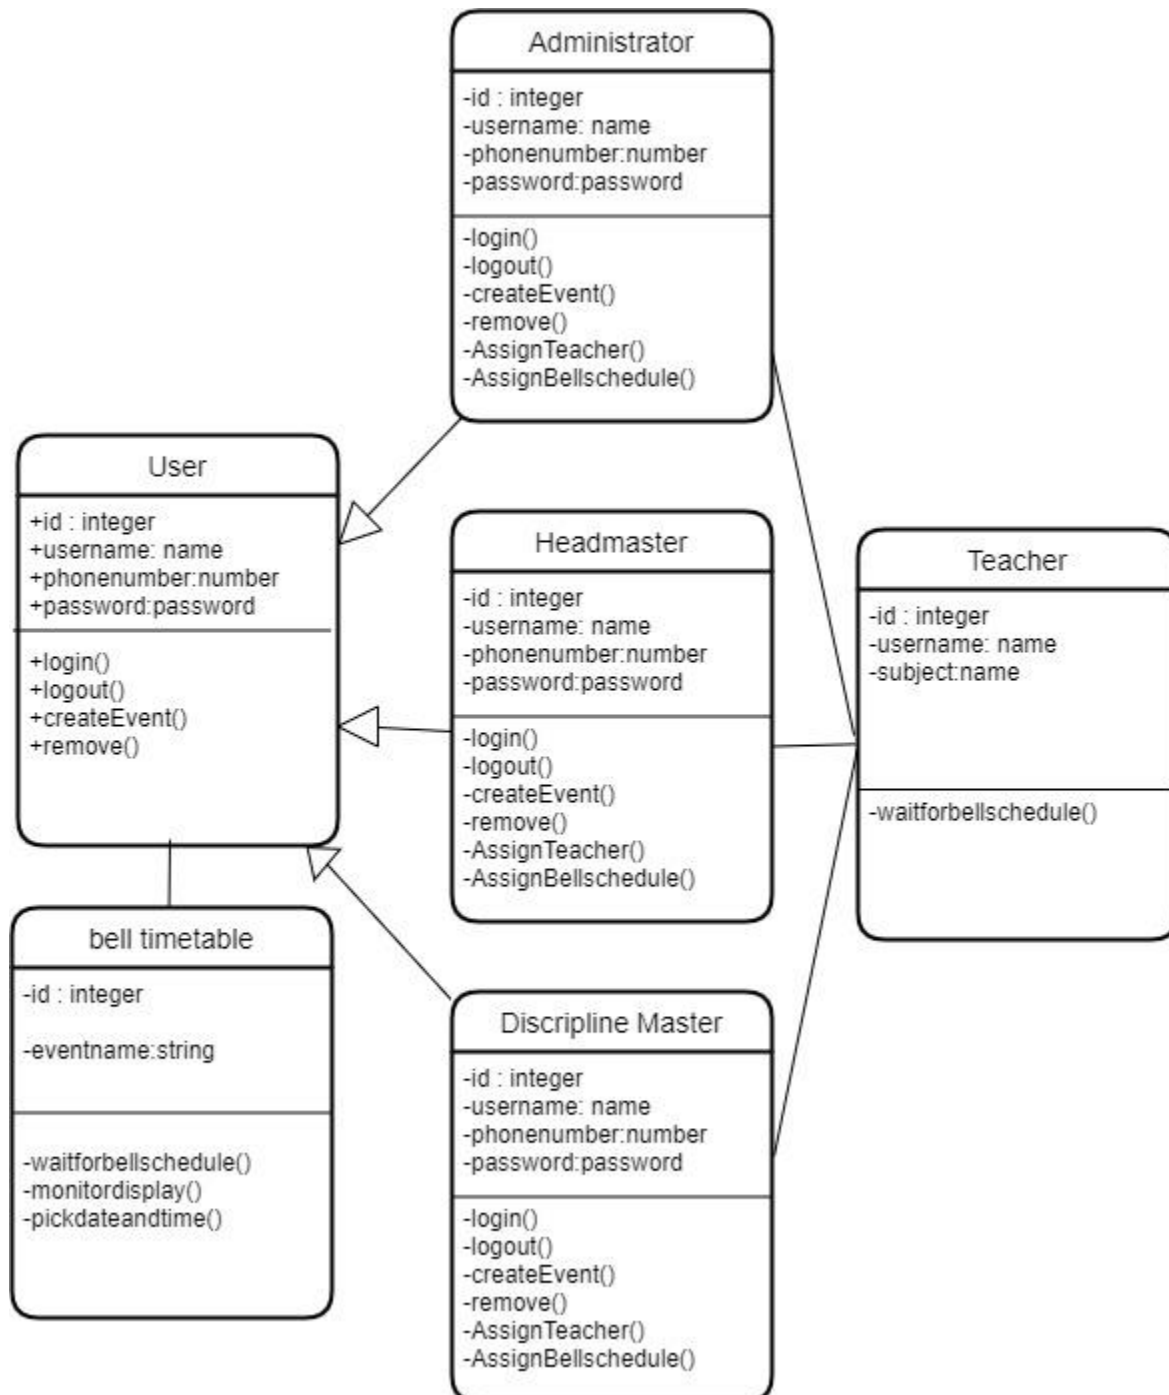 Administrator
-id : integer
-username: name
-phonenumber:number
-password:password
-login()
-logout()
-createEvent()
-remove()
-AssignTeacher()
-AssignBellschedule()
User
+id : integer
+username: name
+phonenumber:number
+password:password
+login()
+logout()
+createEvent()
+remove()
Headmaster
-id : integer
-username: name
-phonenumber:number
-password:password
-login()
-logout()
-createEvent()
-remove()
-AssignTeacher()
-AssignBellschedule()
Teacher
-id : integer
-username: name
-subject:name
-waitforbellschedule()
bell timetable
-id : integer
-eventname:string
-waitforbellschedule()
-monitordisplay()
-pickdateandtime()
Discripline Master
-id : integer
-username: name
-phonenumber:number
-password:password
-login()
-logout()
-createEvent()
-remove()
-AssignTeacher()
-AssignBellschedule()